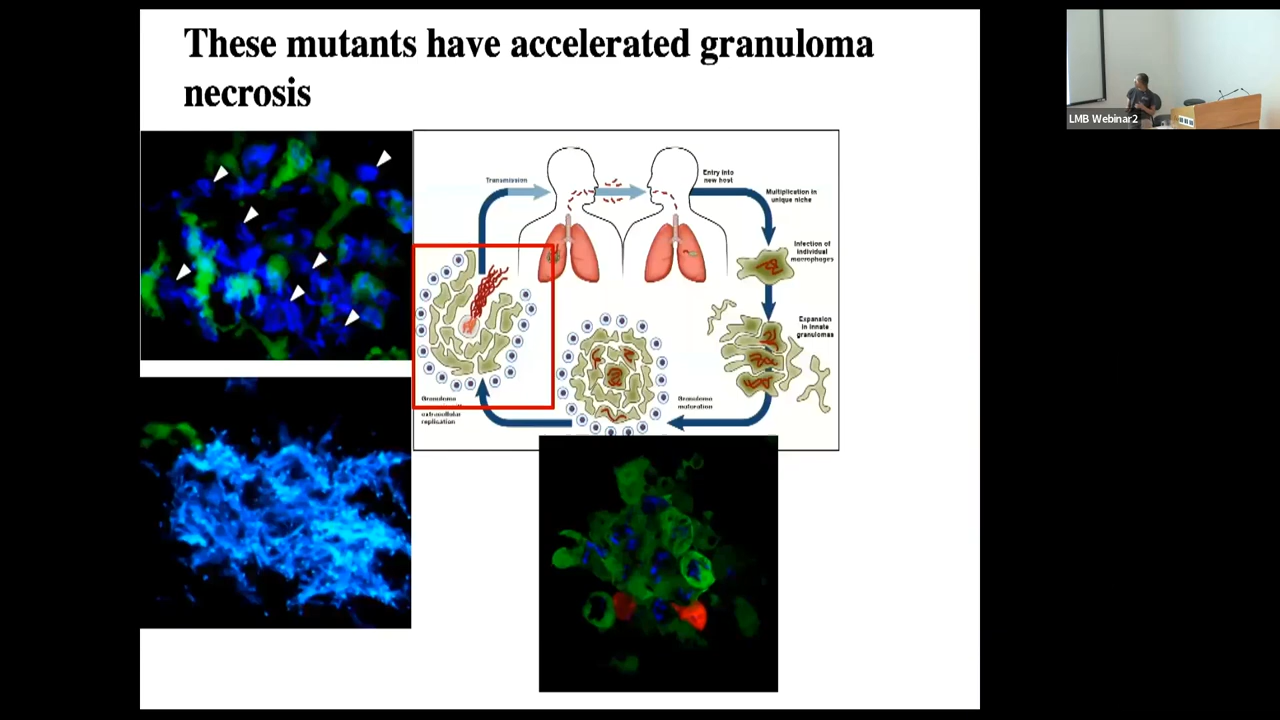 These mutants have accelerated granuloma
necrosis
LMB Webinar2
Transmission
Entry into
new host
Multiplication in
unique niche
Infection of
individual
macrophages
Expansion
in innate
granulomas
Granuloma
maturation
extracellular
replication